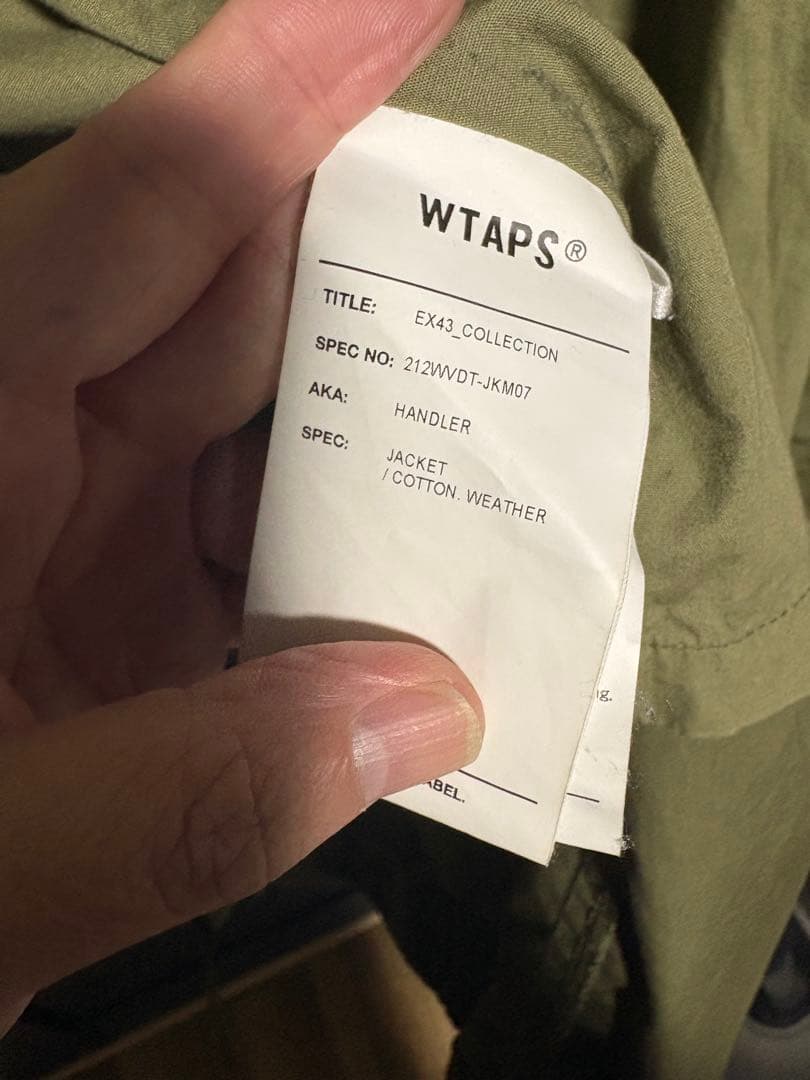 WTAPS®
TITLE: EX43_COLLECTION
SPEC NO: 212WVDT-JKM07
AKA: HANDLER
SPEC: JACKET
/ COTTON. WEATHER